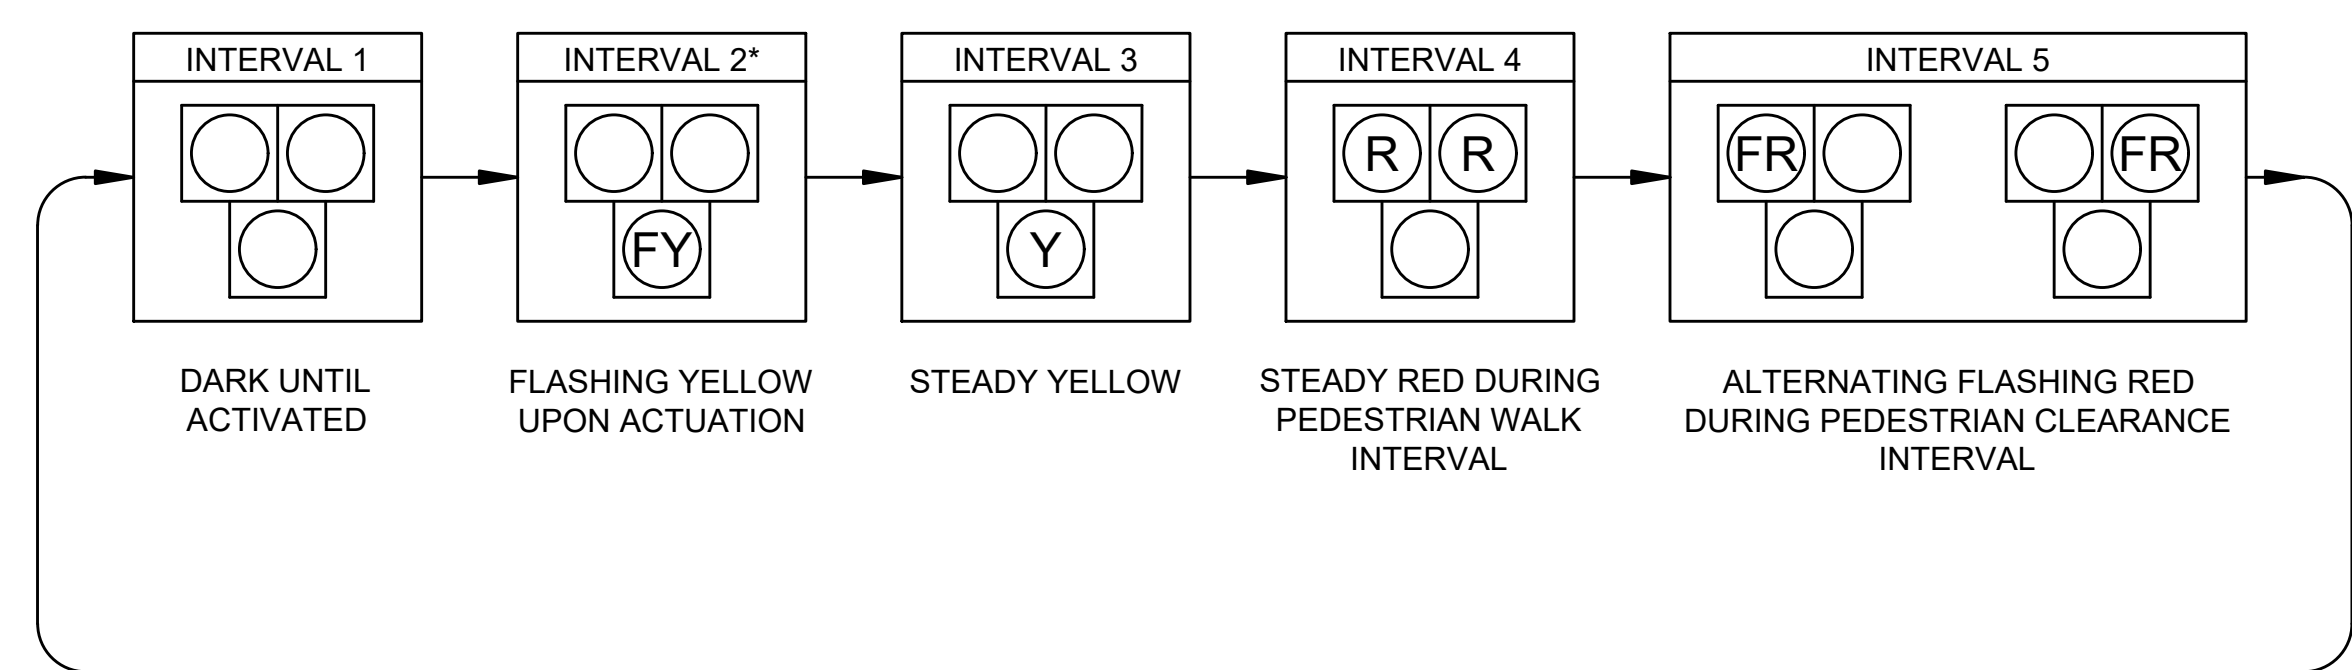 INTERVAL 1
INTERVAL 2*
INTERVAL 3
INTERVAL 4
INTERVAL 5
FY
Y
R R
FR
FR
DARK UNTIL
ACTIVATED
FLASHING YELLOW
UPON ACTUATION
STEADY YELLOW
STEADY RED DURING
PEDESTRIAN WALK
INTERVAL
ALTERNATING FLASHING RED
DURING PEDESTRIAN CLEARANCE
INTERVAL